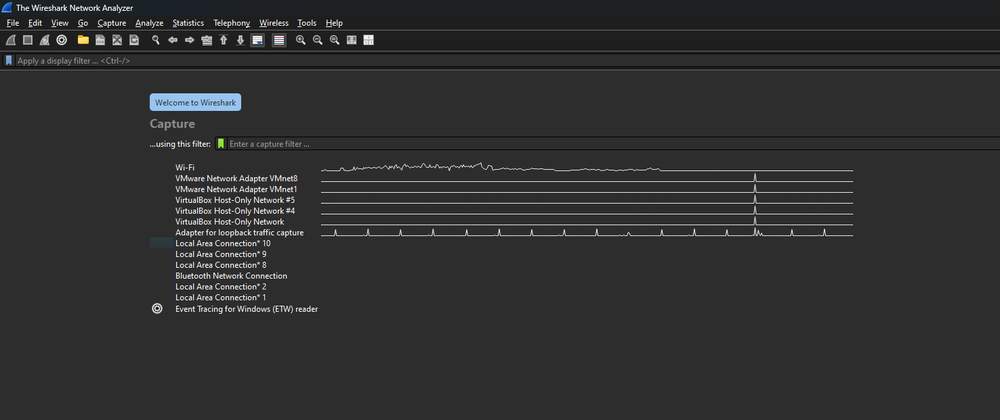 The Wireshark Network Analyzer
File Edit View Go Capture Analyze Statistics Telephony Wireless Tools Help
Apply a display filter ... <Ctrl-/>
Welcome to Wireshark
Capture
...using this filter: Enter a capture filter ...
Wi-Fi
VMware Network Adapter VMnet8
VMware Network Adapter VMnet1
VirtualBox Host-Only Network #5
VirtualBox Host-Only Network #4
VirtualBox Host-Only Network
Adapter for loopback traffic capture
Local Area Connection* 10
Local Area Connection* 9
Local Area Connection* 8
Bluetooth Network Connection
Local Area Connection* 2
Local Area Connection* 1
Event Tracing for Windows (ETW) reader